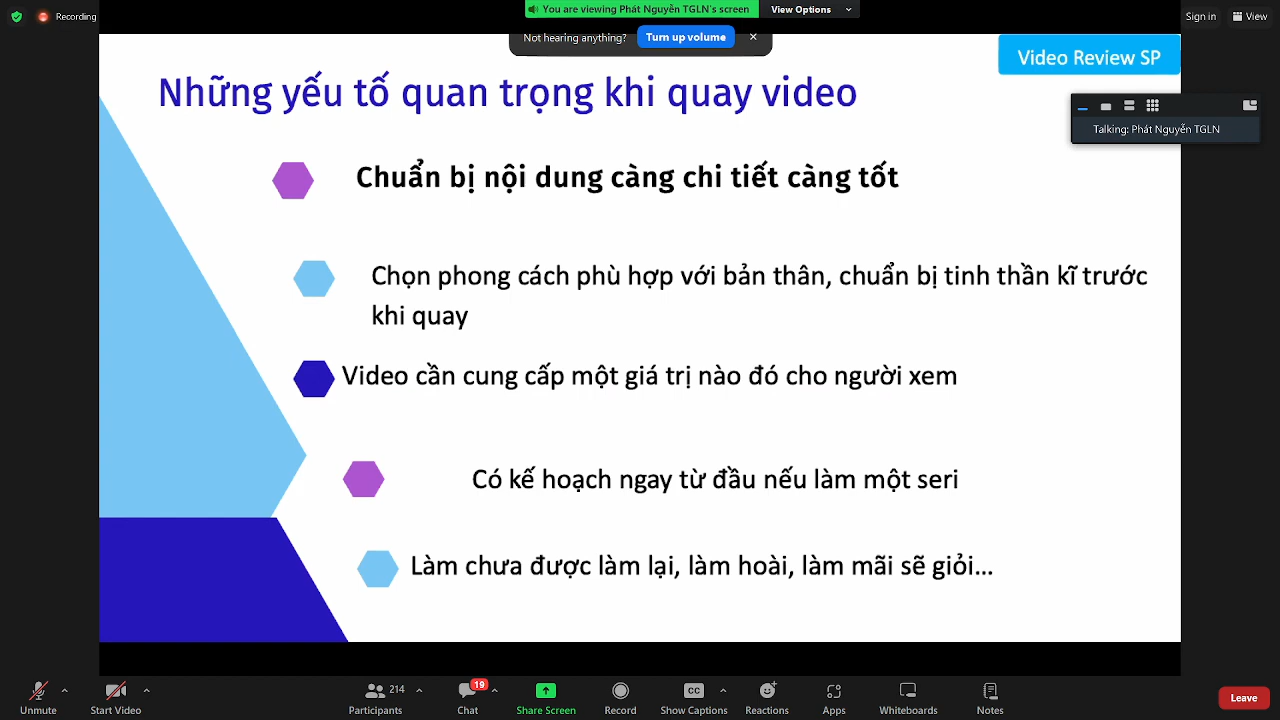 You are viewing Phát Nguyễn TGLN's screen
View Options
Recording
Sign in
View
Not hearing anything?
Turn up volume
Video Review SP
Những yếu tố quan trọng khi quay video
Talking: Phát Nguyễn TGLN
Chuẩn bị nội dung càng chi tiết càng tốt
Chọn phong cách phù hợp với bản thân, chuẩn bị tinh thần kĩ trước
khi quay
Video cần cung cấp một giá trị nào đó cho người xem
Có kế hoạch ngay từ đầu nếu làm một seri
Làm chưa được làm lại, làm hoài, làm mãi sẽ giỏi...
Unmute
Start Video
214
Participants
19
Chat
Share Screen
Record
CC
Show Captions
Reactions
Apps
Whiteboards
Notes
Leave